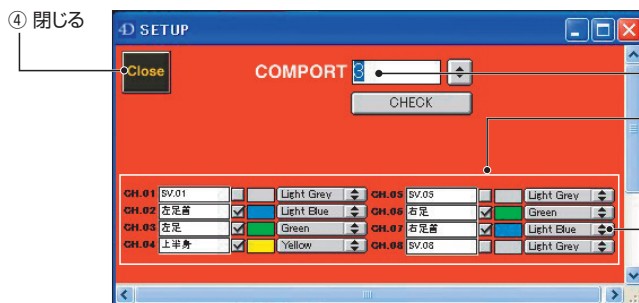 ④ 閉じる
4D SETUP
Close
COMPORT 3
CHECK
CH.01 SV.01 Light Grey CH.05 SV.05 Light Grey
CH.02 左足首 Light Blue CH.06 右足 Green
CH.03 左足 Green CH.07 右足首 Light Blue
CH.04 上半身 Yellow CH.08 SV.08 Light Grey